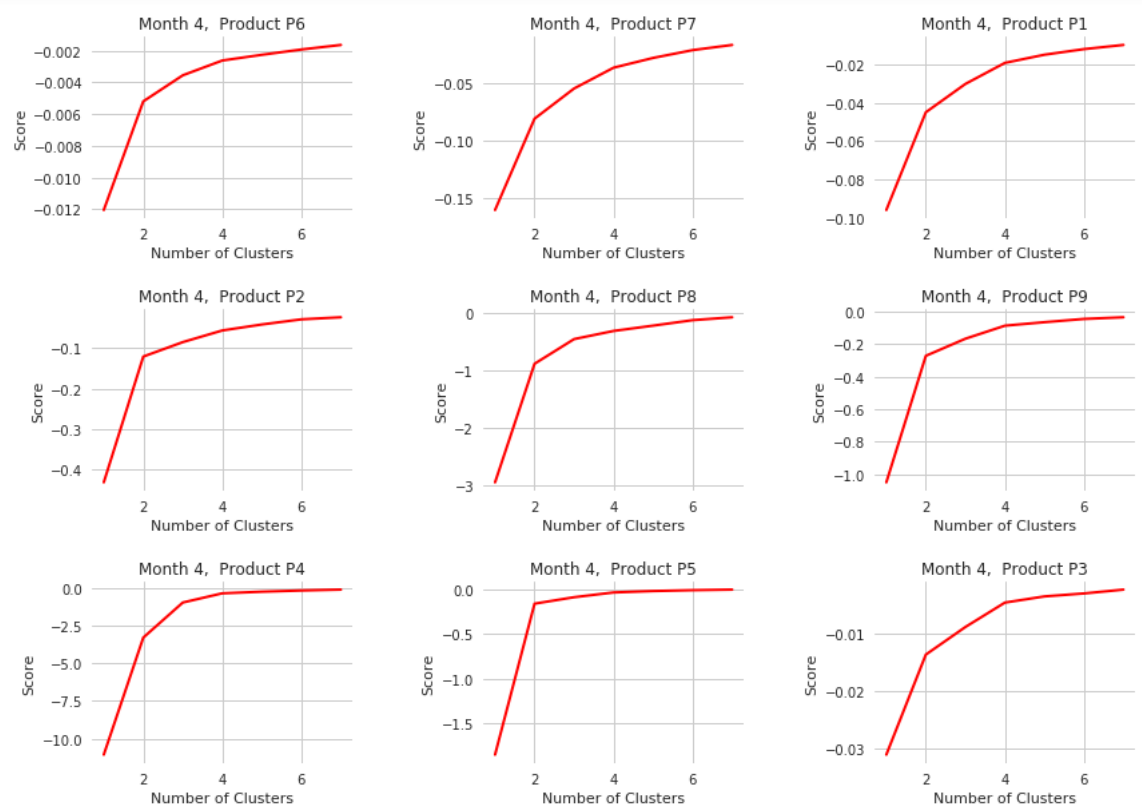 Month 4,  Product P6
Score
−0.002
−0.004
−0.006
−0.008
−0.010
−0.012
2 4 6
Number of Clusters
Month 4,  Product P7
Score
−0.05
−0.10
−0.15
2 4 6
Number of Clusters
Month 4,  Product P1
Score
−0.02
−0.04
−0.06
−0.08
−0.10
2 4 6
Number of Clusters
Month 4,  Product P2
Score
−0.1
−0.2
−0.3
−0.4
2 4 6
Number of Clusters
Month 4,  Product P8
Score
0
−1
−2
−3
2 4 6
Number of Clusters
Month 4,  Product P9
Score
0.0
−0.2
−0.4
−0.6
−0.8
−1.0
2 4 6
Number of Clusters
Month 4,  Product P4
Score
0.0
−2.5
−5.0
−7.5
−10.0
2 4 6
Number of Clusters
Month 4,  Product P5
Score
0.0
−0.5
−1.0
−1.5
2 4 6
Number of Clusters
Month 4,  Product P3
Score
−0.01
−0.02
−0.03
2 4 6
Number of Clusters